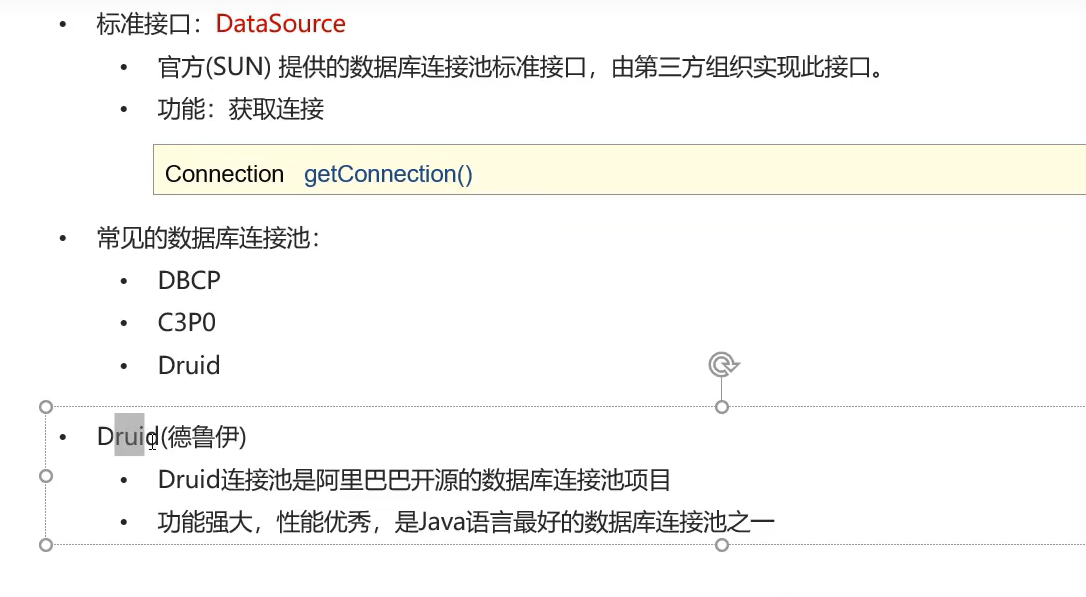 • 标准接口：DataSource
• 官方(SUN) 提供的数据库连接池标准接口，由第三方组织实现此接口。
• 功能：获取连接
Connection getConnection()
• 常见的数据库连接池：
• DBCP
• C3P0
• Druid
• Druid(德鲁伊)
• Druid连接池是阿里巴巴开源的数据库连接池项目
• 功能强大，性能优秀，是Java语言最好的数据库连接池之一